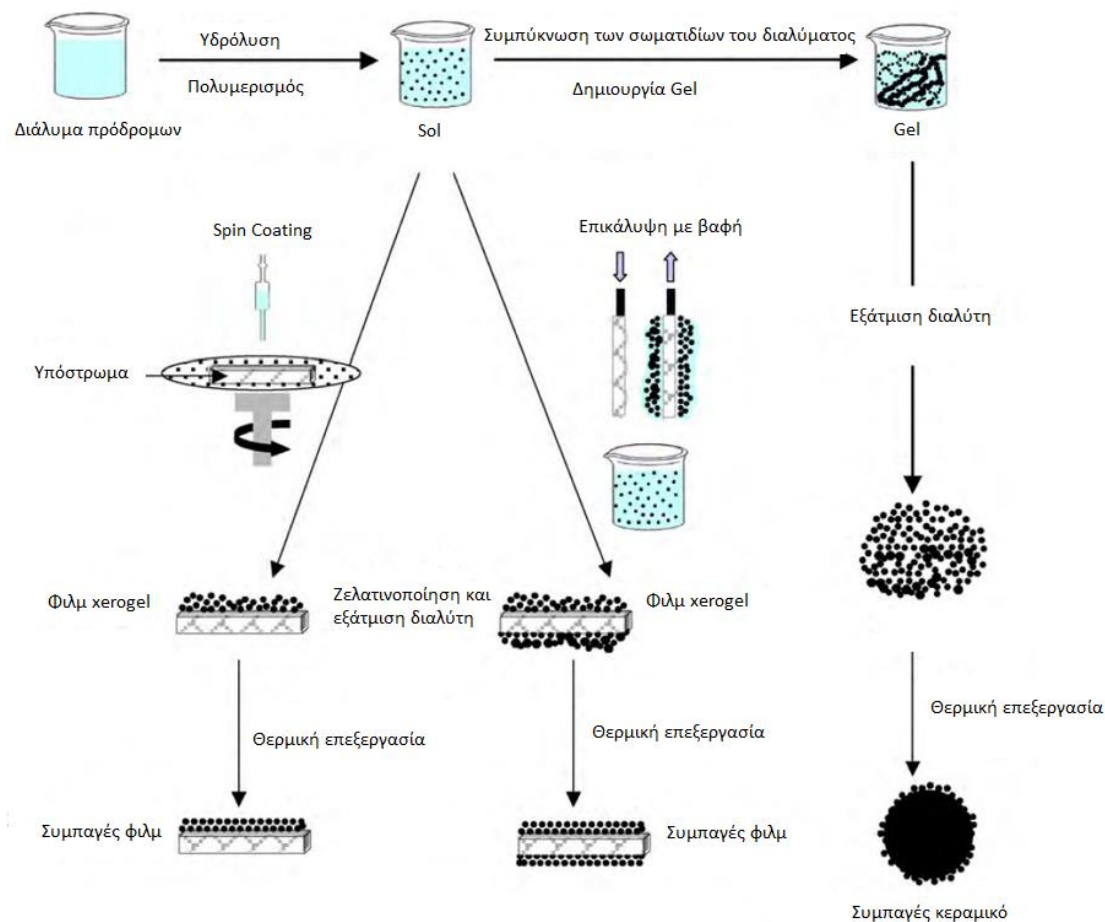 Υδρόλυση
Πολυμερισμός
Συμπύκνωση των σωματιδίων του διαλύματος
Δημιουργία Gel
Διάλυμα πρόδρομων
Sol
Gel
Spin Coating
Επικάλυψη με βαφή
Υπόστρωμα
Εξάτμιση διαλύτη
Φιλμ xerogel
Ζελατινοποίηση και
εξάτμιση διαλύτη
Φιλμ xerogel
Θερμική επεξεργασία
Θερμική επεξεργασία
Θερμική επεξεργασία
Συμπαγές φιλμ
Συμπαγές φιλμ
Συμπαγές κεραμικό